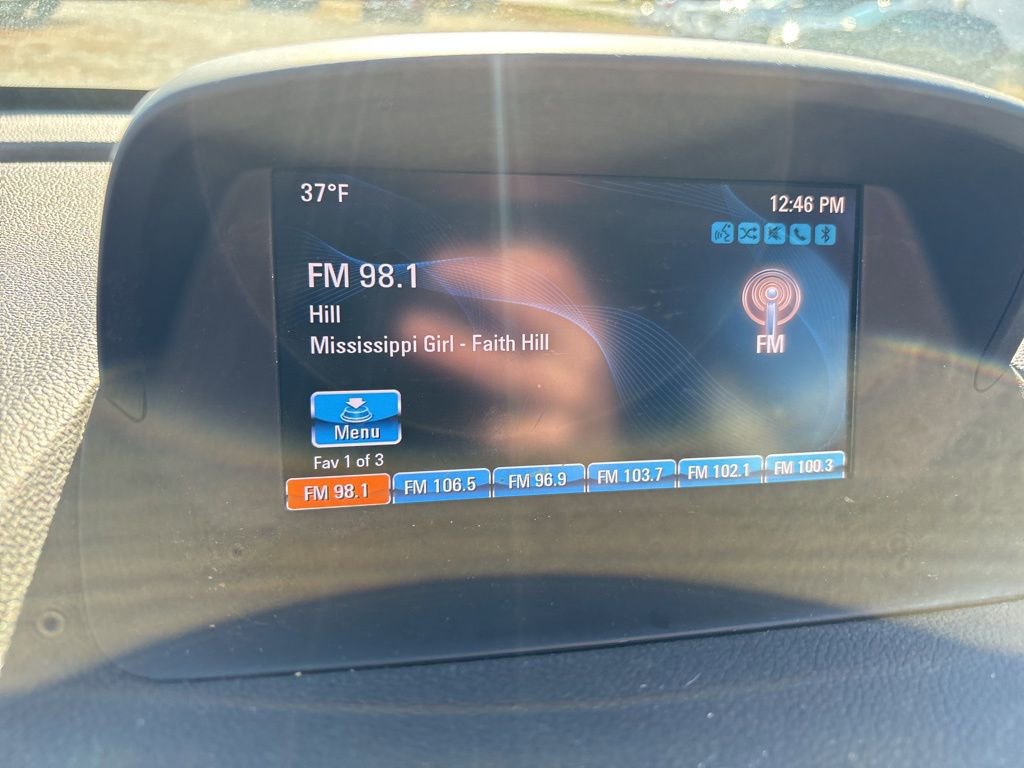 37°F
12:46 PM
FM 98.1
Hill
Mississippi Girl - Faith Hill
FM
Menu
Fav 1 of 3
FM 98.1 FM 106.5 FM 96.9 FM 103.7 FM 102.1 FM 100.3